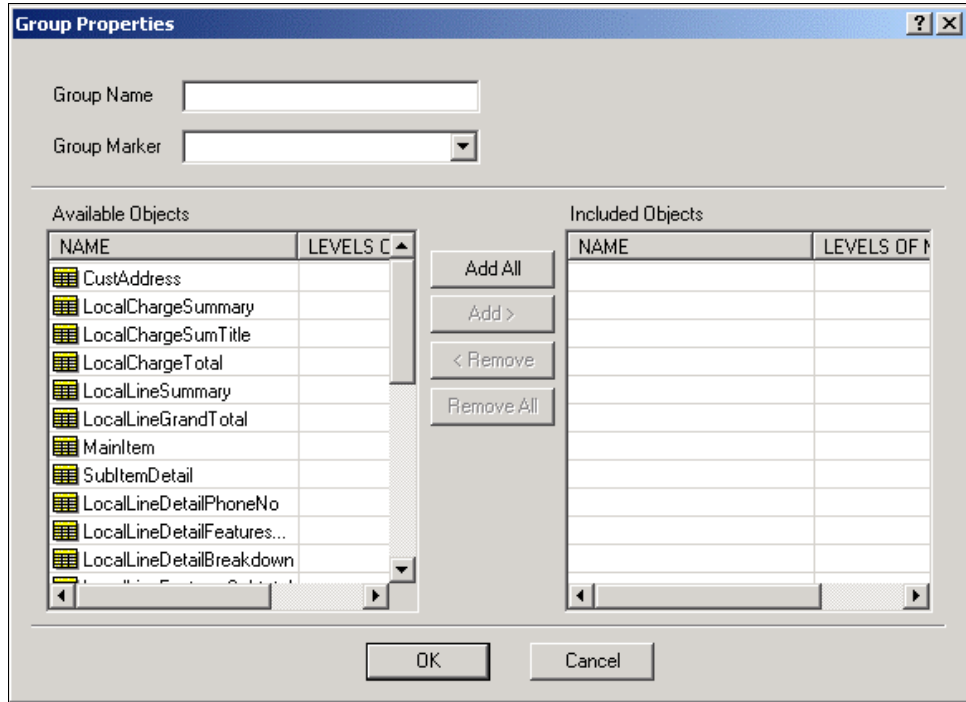 Group Properties
Group Name
Group Marker
Available Objects
NAME LEVELS
CustAddress
LocalChargeSummary
LocalChargeSumTitle
LocalChargeTotal
LocalLineSummary
LocalLineGrandTotal
MainItem
SubItemDetail
LocalLineDetailPhoneNo
LocalLineDetailFeatures...
LocalLineDetailBreakdown
Add All
Add >
< Remove
Remove All
Included Objects
NAME LEVELS OF
OK Cancel